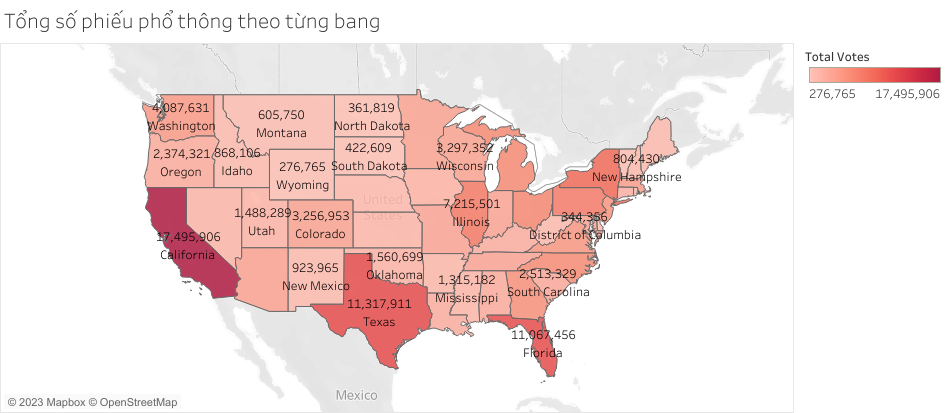 Tổng số phiếu phổ thông theo từng bang
Total Votes
276,765 17,495,906
4,087,631
Washington
605,750
Montana
361,819
North Dakota
2,374,321
Oregon
868,106
Idaho
276,765
Wyoming
422,609
South Dakota
3,297,352
Wisconsin
804,430
New Hampshire
United
States
17,495,906
California
1,488,289
Utah
3,256,953
Colorado
7,215,501
Illinois
344,356
District of Columbia
923,965
New Mexico
1,560,699
Oklahoma
1,315,182
Mississippi
2,513,329
South Carolina
11,317,911
Texas
11,067,456
Florida
Mexico
© 2023 Mapbox © OpenStreetMap